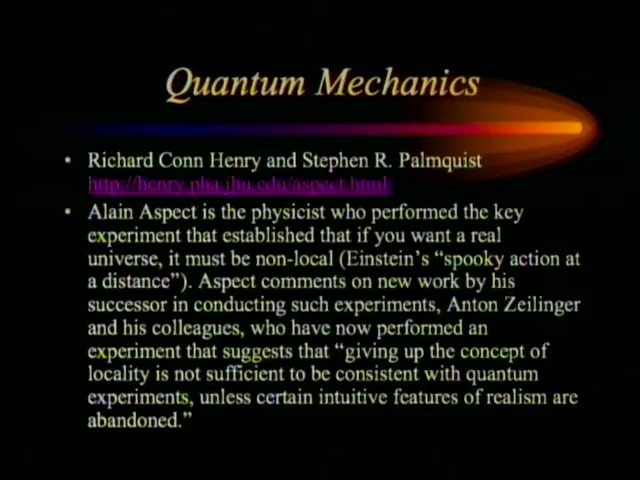 Quantum Mechanics
• Richard Conn Henry and Stephen R. Palmquist
http://henry.pha.jhu.edu/aspect.html
• Alain Aspect is the physicist who performed the key
experiment that established that if you want a real
universe, it must be non-local (Einstein’s “spooky action at
a distance”). Aspect comments on new work by his
successor in conducting such experiments, Anton Zeilinger
and his colleagues, who have now performed an
experiment that suggests that “giving up the concept of
locality is not sufficient to be consistent with quantum
experiments, unless certain intuitive features of realism are
abandoned.”